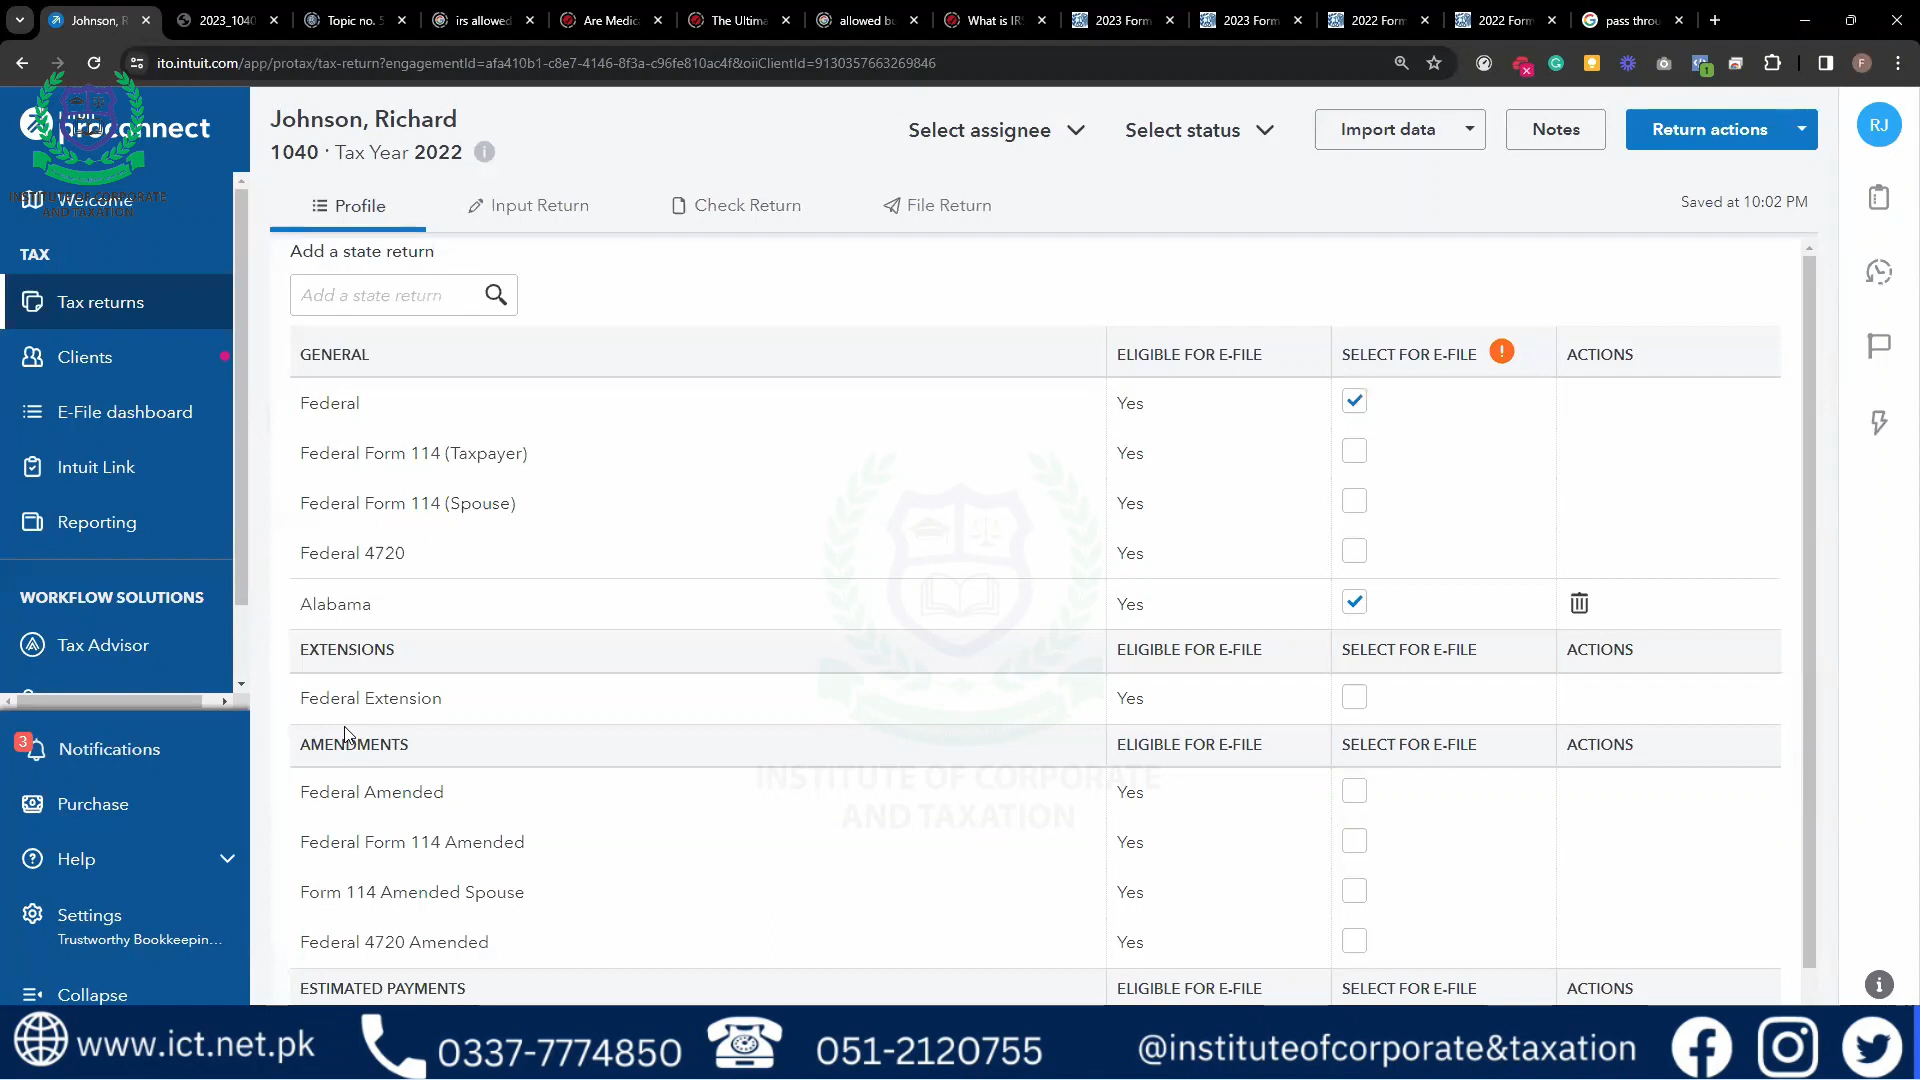 Johnson, R
2023_1040
Topic no. 5
irs allowed
Are Medic
The Ultima
allowed bu
What is IRS
2023 Form
2023 Form
2022 Form
2022 Form
pass throu
ito.intuit.com/app/protax/tax-return?engagementId=afa410b1-c8e7-4146-8f3a-c96fe810ac4f&oiiClientId=9130357663269846
proconnect
INSTITUTE OF CORPORATE
AND TAXATION
Welcome
TAX
Tax returns
Clients
E-File dashboard
Intuit Link
Reporting
WORKFLOW SOLUTIONS
Tax Advisor
3
Notifications
Purchase
Help
Settings
Trustworthy Bookkeepin...
Collapse
Johnson, Richard
1040 · Tax Year 2022
Select assignee
Select status
Import data
Notes
Return actions
RJ
Profile
Input Return
Check Return
File Return
Saved at 10:02 PM
Add a state return
Add a state return
GENERAL ELIGIBLE FOR E-FILE SELECT FOR E-FILE ACTIONS
Federal Yes
Federal Form 114 (Taxpayer) Yes
Federal Form 114 (Spouse) Yes
Federal 4720 Yes
Alabama Yes
EXTENSIONS ELIGIBLE FOR E-FILE SELECT FOR E-FILE ACTIONS
Federal Extension Yes
AMENDMENTS ELIGIBLE FOR E-FILE SELECT FOR E-FILE ACTIONS
Federal Amended Yes
Federal Form 114 Amended Yes
Form 114 Amended Spouse Yes
Federal 4720 Amended Yes
ESTIMATED PAYMENTS ELIGIBLE FOR E-FILE SELECT FOR E-FILE ACTIONS
INSTITUTE OF CORPORATE
AND TAXATION
www.ict.net.pk 0337-7774850 051-2120755 @instituteofcorporate&taxation